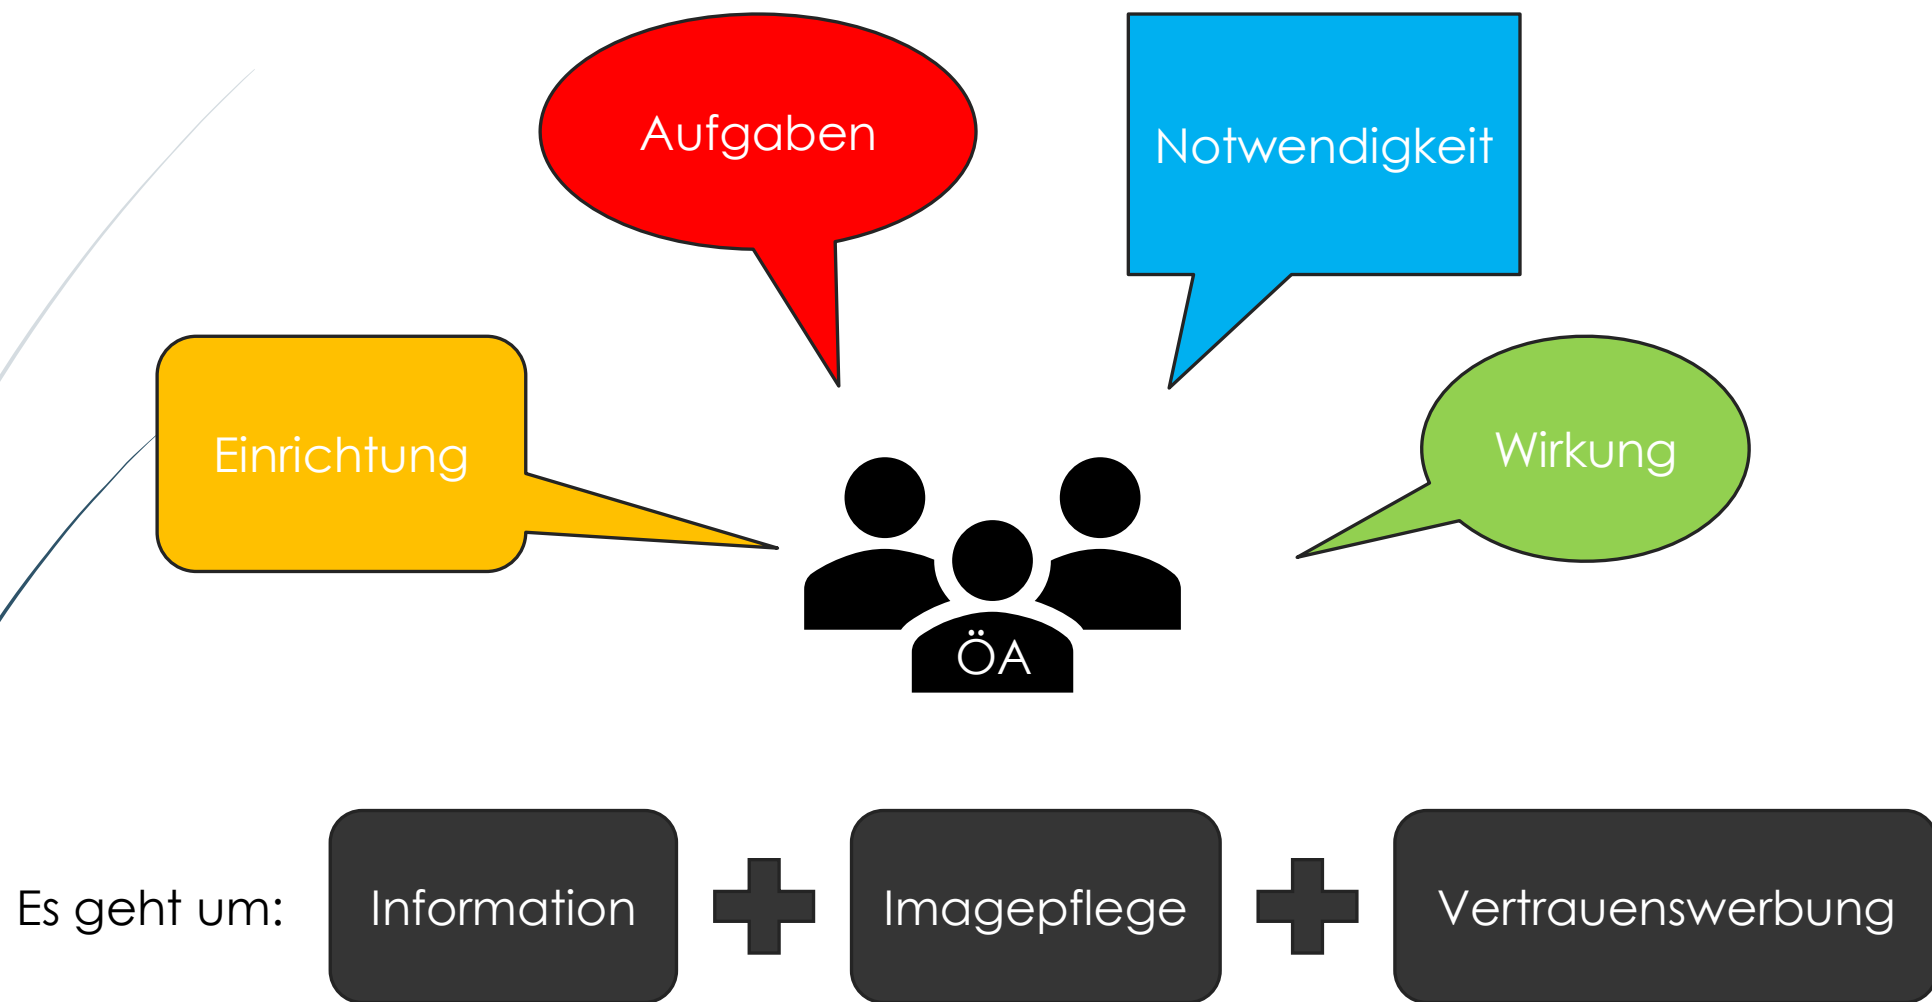 Aufgaben
Notwendigkeit
Einrichtung
Wirkung
ÖA
Es geht um:
Information
Imagepflege
Vertrauenswerbung